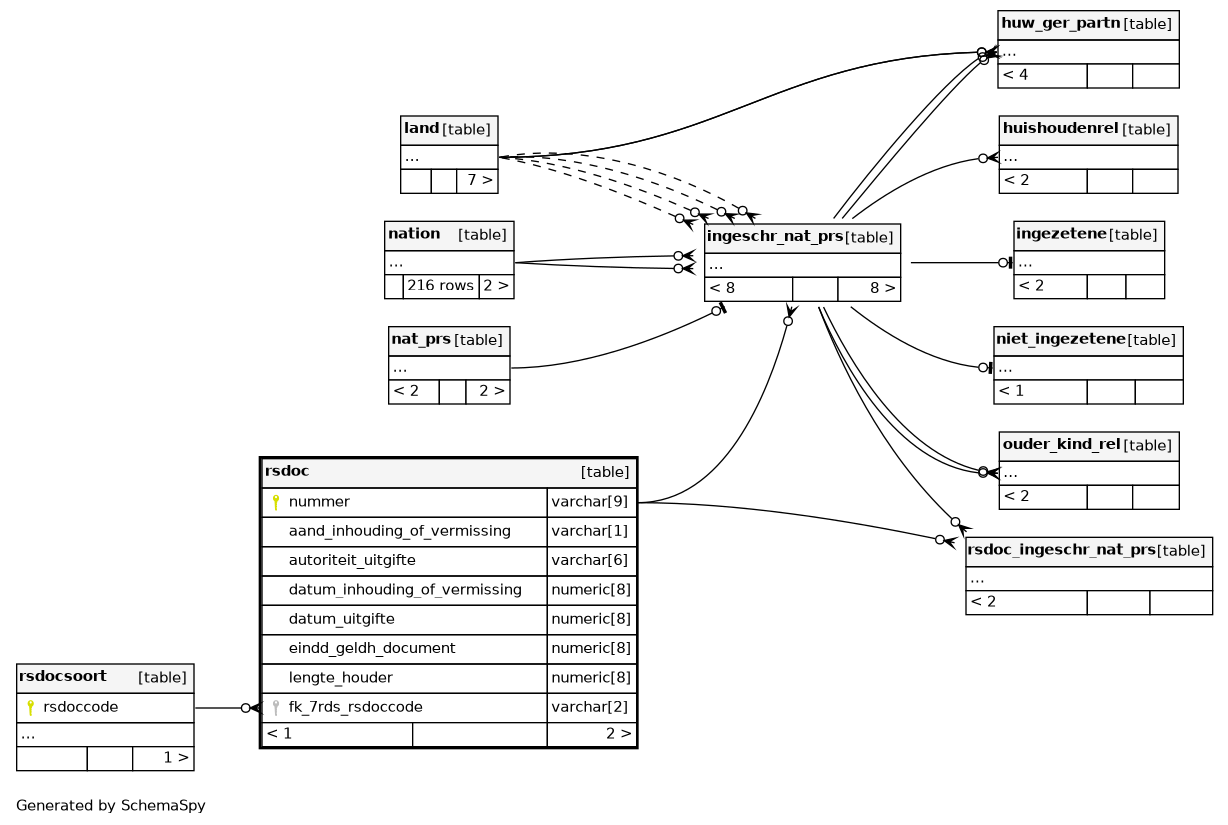 huw_ger_partn [table]
...
< 4
land [table]
...
7 >
huishoudenrel [table]
...
< 2
nation [table]
...
216 rows 2 >
ingeschr_nat_prs [table]
...
< 8 8 >
ingezetene [table]
...
< 2
nat_prs [table]
...
< 2 2 >
niet_ingezetene [table]
...
< 1
ouder_kind_rel [table]
...
< 2
rsdoc [table]
nummer varchar[9]
aand_inhouding_of_vermissing varchar[1]
autoriteit_uitgifte varchar[6]
datum_inhouding_of_vermissing numeric[8]
datum_uitgifte numeric[8]
eindd_geldh_document numeric[8]
lengte_houder numeric[8]
fk_7rds_rsdoccode varchar[2]
< 1 2 >
rsdoc_ingeschr_nat_prs [table]
...
< 2
rsdocsoort [table]
rsdoccode
...
1 >
Generated by SchemaSpy